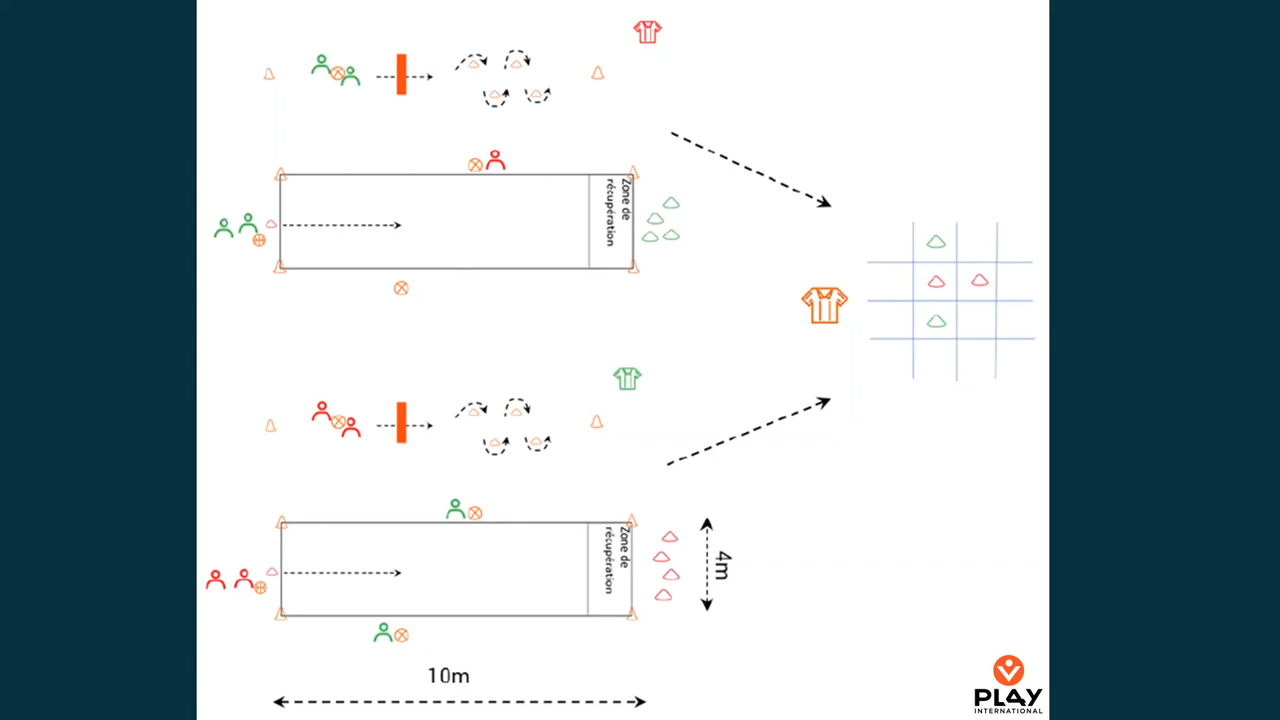 Zone de
récupération
Zone de
récupération
4m
10m
PLAY
INTERNATIONAL